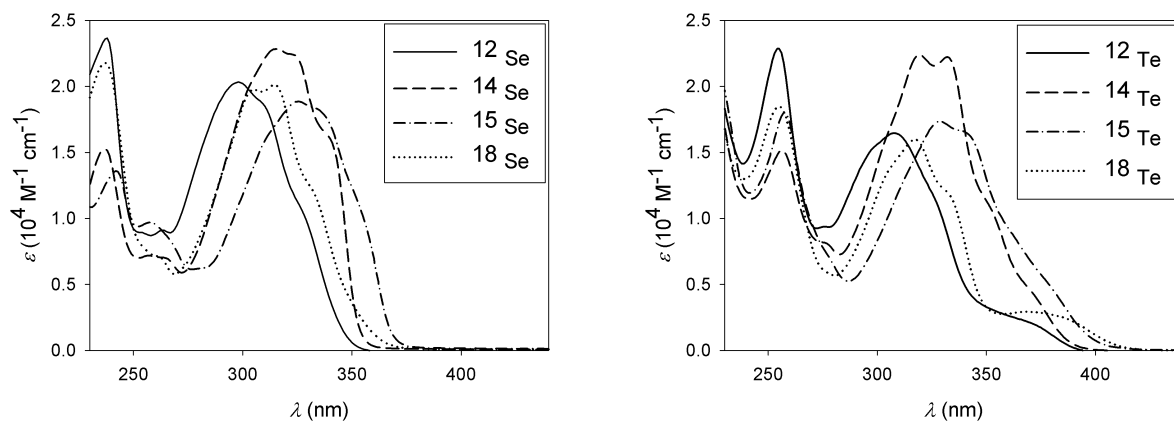 2.5
2.0
1.5
1.0
0.5
0.0
ε (10⁴ M⁻¹ cm⁻¹)
250 300 350 400
λ (nm)
12 Se
14 Se
15 Se
18 Se
2.5
2.0
1.5
1.0
0.5
0.0
ε (10⁴ M⁻¹ cm⁻¹)
250 300 350 400
λ (nm)
12 Te
14 Te
15 Te
18 Te